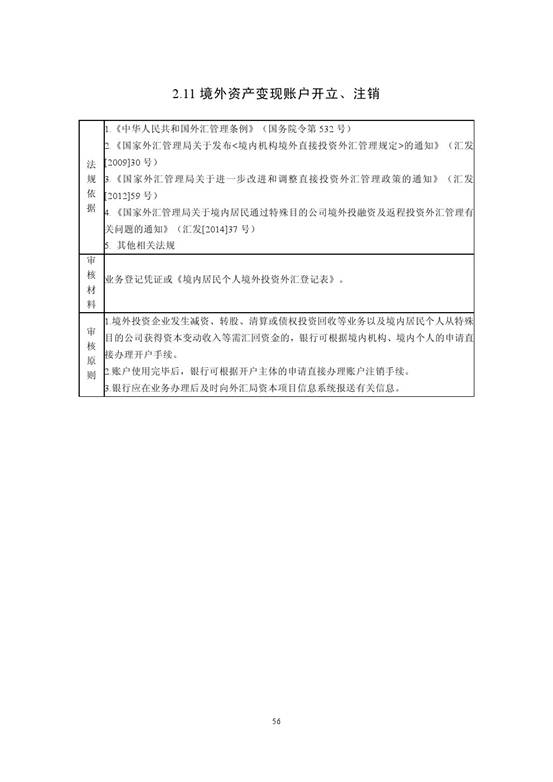 2.11 境外资产变现账户开立、注销
法规依据
1.《中华人民共和国外汇管理条例》（国务院令第 532 号）
2.《国家外汇管理局关于发布<境内机构境外直接投资外汇管理规定>的通知》（汇发
[2009]30 号）
3.《国家外汇管理局关于进一步改进和调整直接投资外汇管理政策的通知》（汇发
[2012]59 号）
4.《国家外汇管理局关于境内居民通过特殊目的公司境外投融资及返程投资外汇管理有
关问题的通知》（汇发[2014]37 号）
5. 其他相关法规
审核材料
业务登记凭证或《境内居民个人境外投资外汇登记表》。
审核原则
1.境外投资企业发生减资、转股、清算或债权投资回收等业务以及境内居民个人从特殊
目的公司获得资本变动收入等需汇回资金的，银行可根据境内机构、境内个人的申请直
接办理开户手续。
2.账户使用完毕后，银行可根据开户主体的申请直接办理账户注销手续。
3.银行应在业务办理后及时向外汇局资本项目信息系统报送有关信息。
56